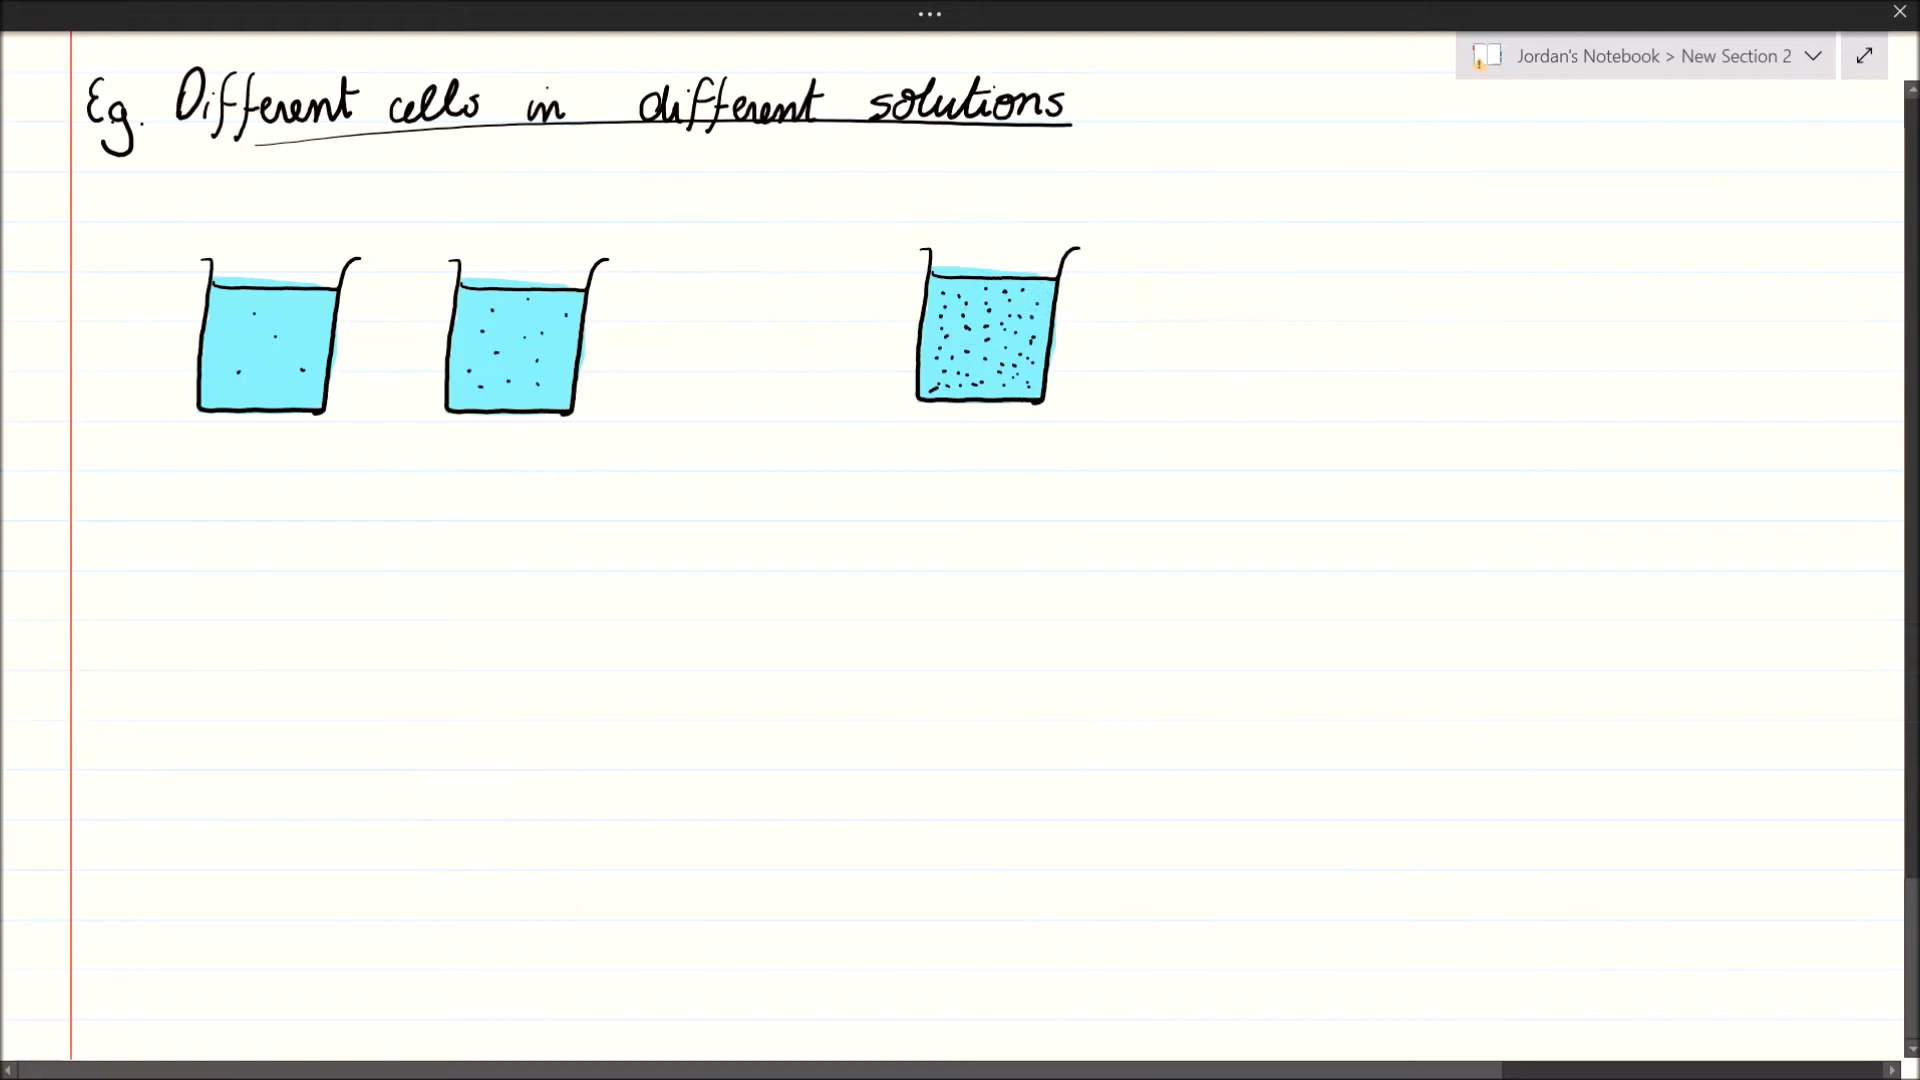 Jordan's Notebook > New Section 2
Eg. Different cells in different solutions